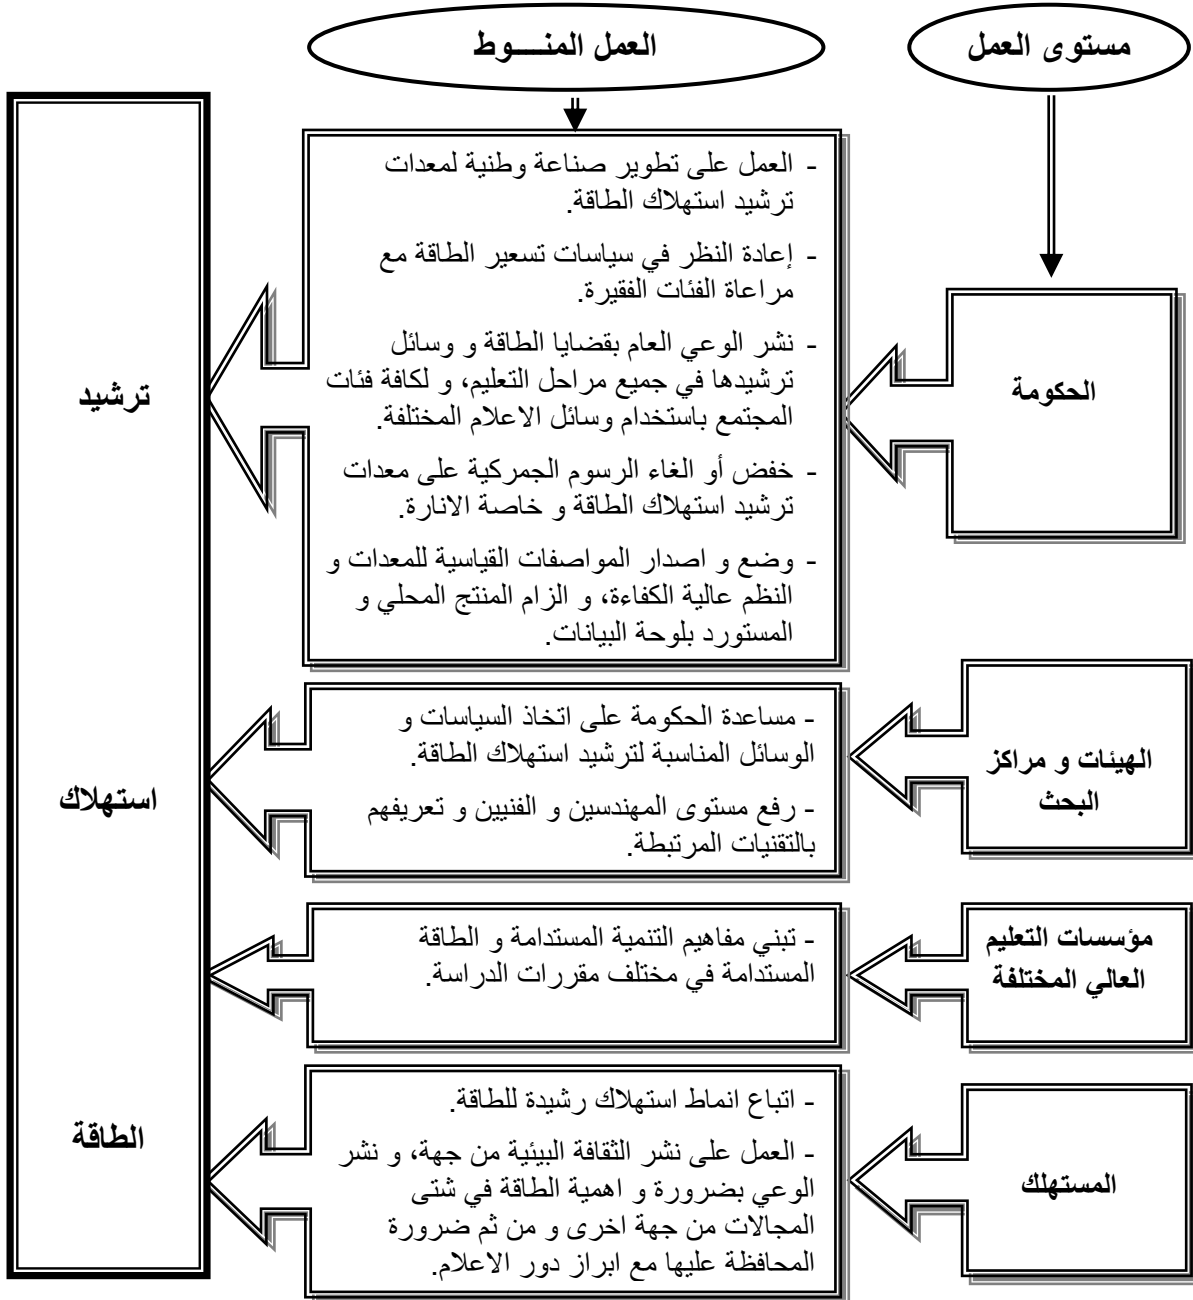 مستوى العمل
العمل المنـــوط
الحكومة
- العمل على تطوير صناعة وطنية لمعدات
ترشيد استهلاك الطاقة.
- إعادة النظر في سياسات تسعير الطاقة مع
مراعاة الفئات الفقيرة.
- نشر الوعي العام بقضايا الطاقة و وسائل
ترشيدها في جميع مراحل التعليم، و لكافة فئات
المجتمع باستخدام وسائل الاعلام المختلفة.
- خفض أو الغاء الرسوم الجمركية على معدات
ترشيد استهلاك الطاقة و خاصة الانارة.
- وضع و اصدار المواصفات القياسية للمعدات و
النظم عالية الكفاءة، و الزام المنتج المحلي و
المستورد بلوحة البيانات.
الهيئات و مراكز
البحث
- مساعدة الحكومة على اتخاذ السياسات و
الوسائل المناسبة لترشيد استهلاك الطاقة.
- رفع مستوى المهندسين و الفنيين و تعريفهم
بالتقنيات المرتبطة.
مؤسسات التعليم
العالي المختلفة
- تبني مفاهيم التنمية المستدامة و الطاقة
المستدامة في مختلف مقررات الدراسة.
المستهلك
- اتباع انماط استهلاك رشيدة للطاقة.
- العمل على نشر الثقافة البيئية من جهة، و نشر
الوعي بضرورة و اهمية الطاقة في شتى
المجالات من جهة اخرى و من ثم ضرورة
المحافظة عليها مع ابراز دور الاعلام.
ترشيد
استهلاك
الطاقة